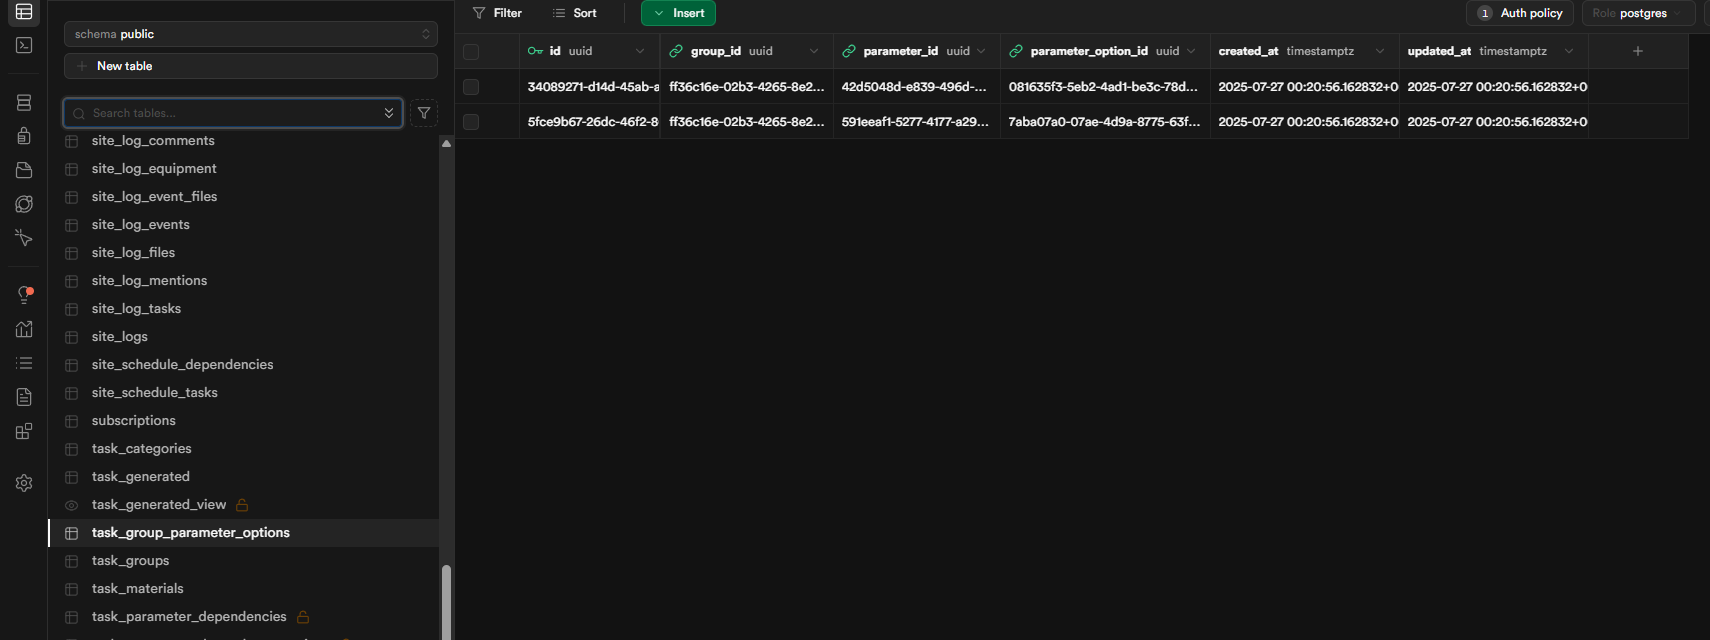 Filter
Sort
Insert
1 Auth policy
Role postgres
schema public
New table
Search tables...
id uuid
group_id uuid
parameter_id uuid
parameter_option_id uuid
created_at timestamptz
updated_at timestamptz
34089271-d14d-45ab-a
ff36c16e-02b3-4265-8e2...
42d5048d-e839-496d-...
081635f3-5eb2-4ad1-be3c-78d...
2025-07-27 00:20:56.162832+0
2025-07-27 00:20:56.162832+0
5fce9b67-26dc-46f2-8
ff36c16e-02b3-4265-8e2...
591eeaf1-5277-4177-a29...
7aba07a0-07ae-4d9a-8775-63f...
2025-07-27 00:20:56.162832+0
2025-07-27 00:20:56.162832+0
site_log_comments
site_log_equipment
site_log_event_files
site_log_events
site_log_files
site_log_mentions
site_log_tasks
site_logs
site_schedule_dependencies
site_schedule_tasks
subscriptions
task_categories
task_generated
task_generated_view
task_group_parameter_options
task_groups
task_materials
task_parameter_dependencies